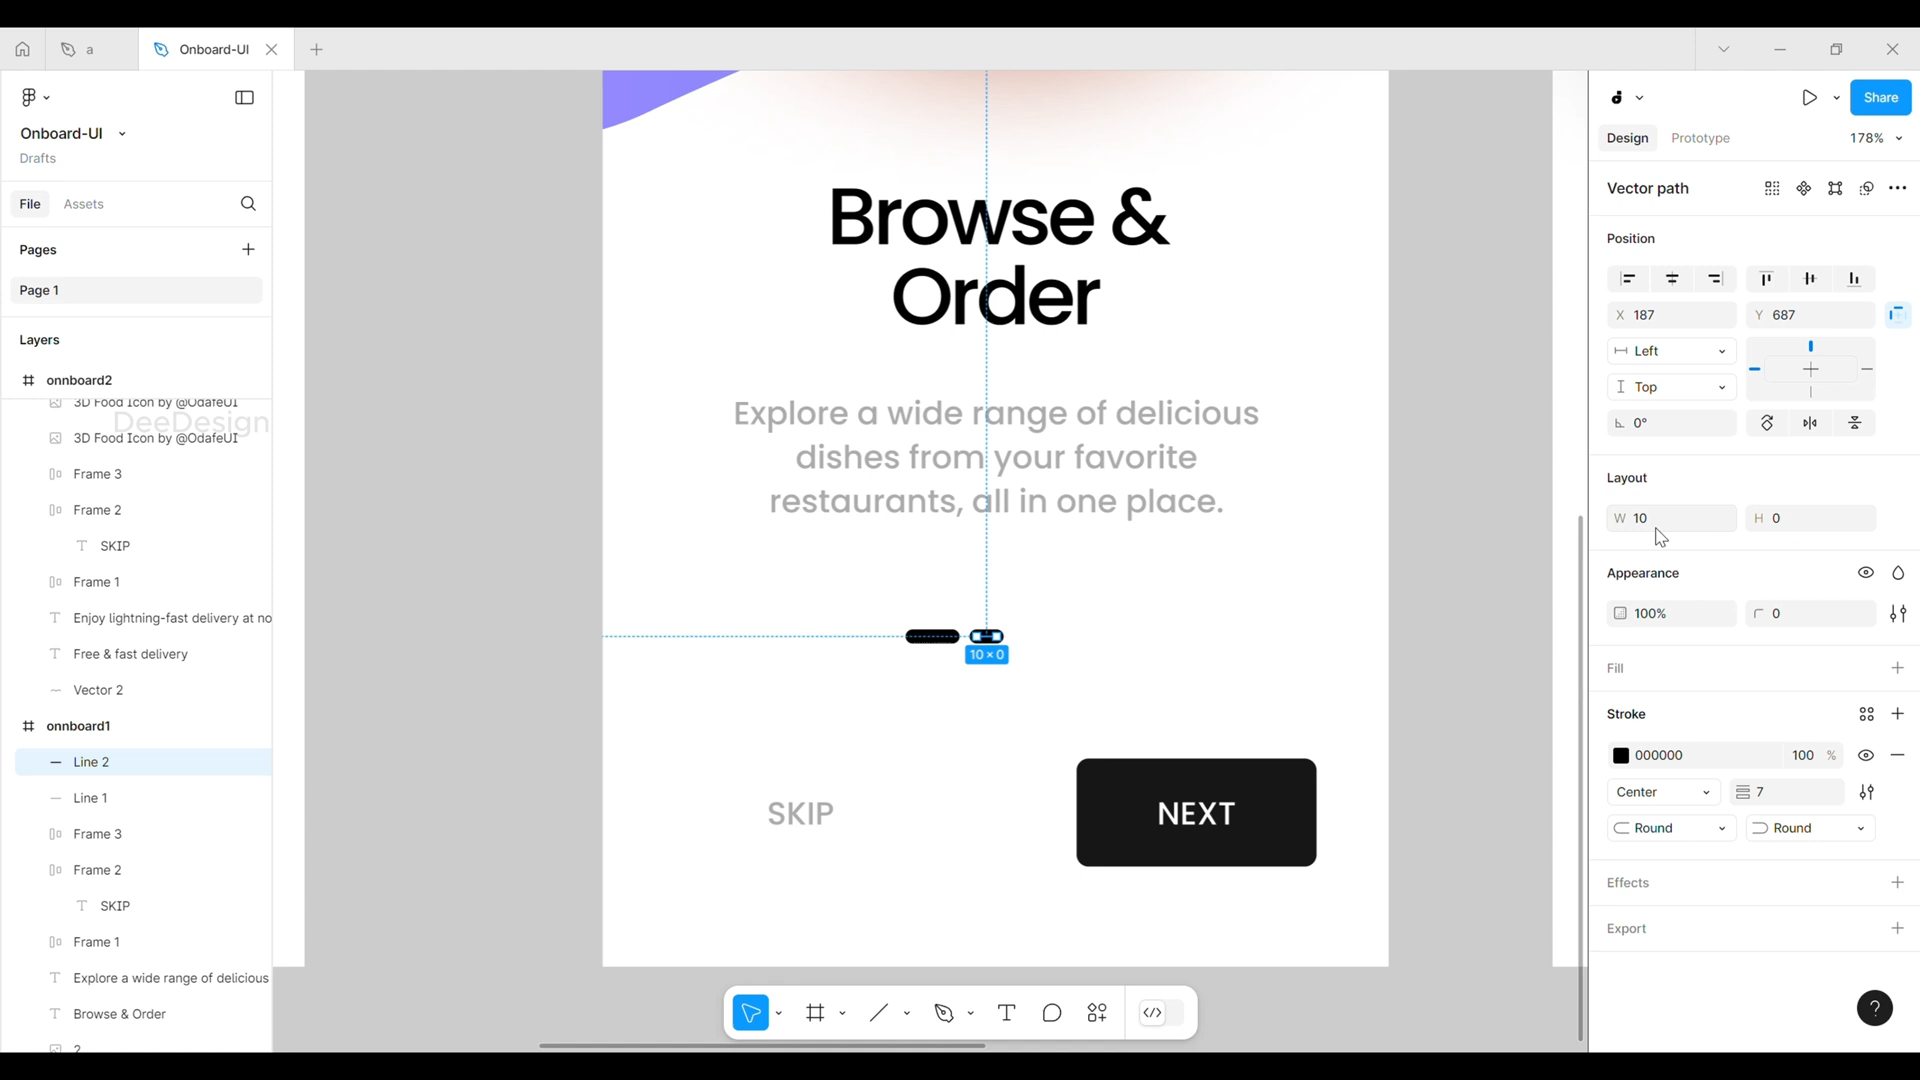 a
Onboard-UI
Onboard-UI
Drafts
File
Assets
Pages
Page 1
Layers
onnboard2
3D Food Icon by @OdafeUI
DeeDesign
3D Food Icon by @OdafeUI
Frame 3
Frame 2
SKIP
Frame 1
Enjoy lightning-fast delivery at no
Free & fast delivery
Vector 2
onnboard1
Line 2
Line 1
Frame 3
Frame 2
SKIP
Frame 1
Explore a wide range of delicious
Browse & Order
Browse &
Order
Explore a wide range of delicious
dishes from your favorite
restaurants, all in one place.
10 × 0
SKIP
NEXT
Share
Design
Prototype
178%
Vector path
Position
X 187
Y 687
Left
Top
0°
Layout
W 10
H 0
Appearance
100%
0
Fill
Stroke
000000
100 %
Center
7
Round
Round
Effects
Export
?